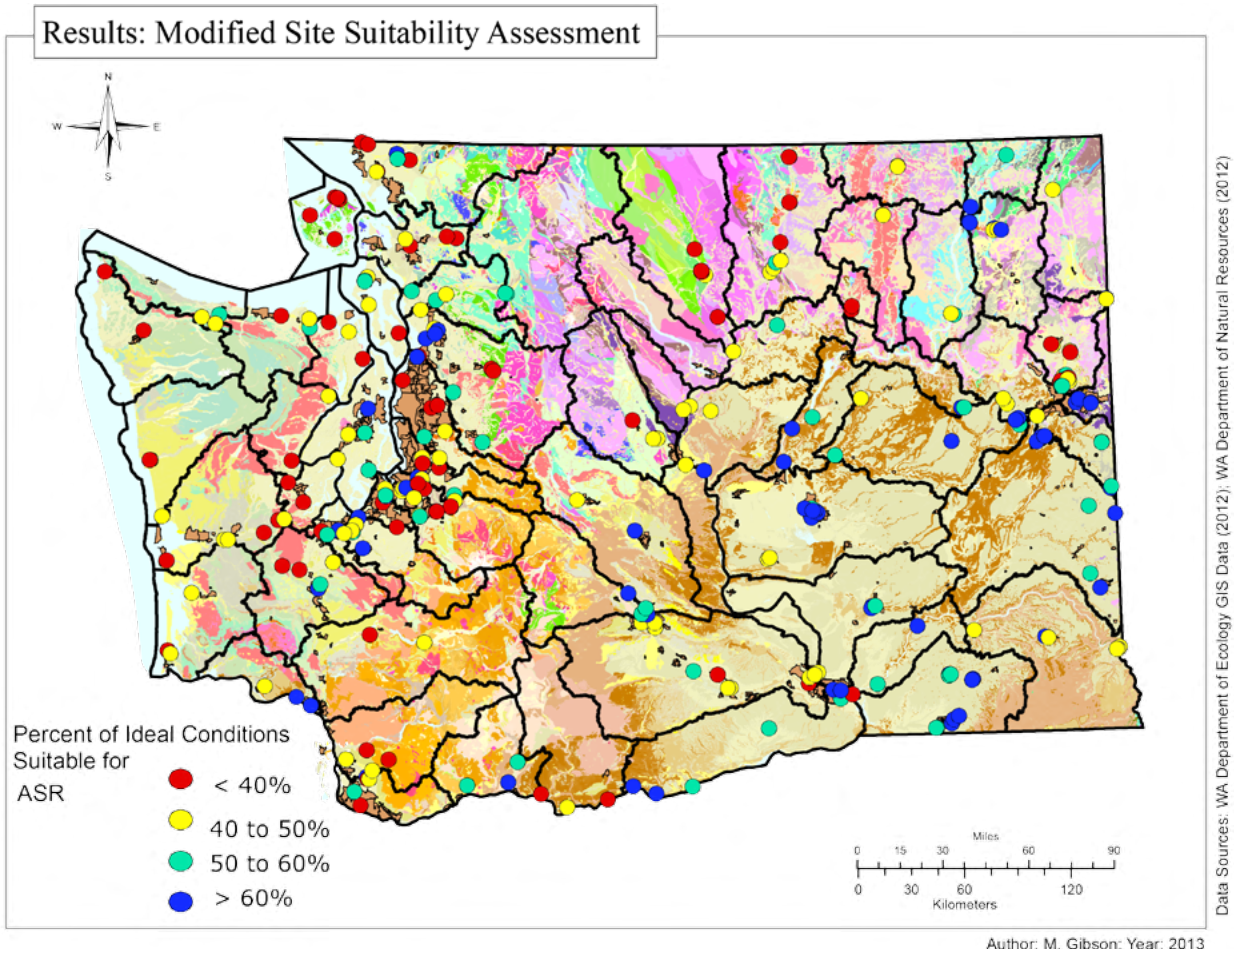 Results: Modified Site Suitability Assessment
N
W
E
S
Percent of Ideal Conditions
Suitable for
ASR
< 40%
40 to 50%
50 to 60%
> 60%
Miles
0 15 30 60 90
0 30 60 120
Kilometers
Data Sources: WA Department of Ecology GIS Data (2012); WA Department of Natural Resources (2012)
Author: M. Gibson: Year: 2013